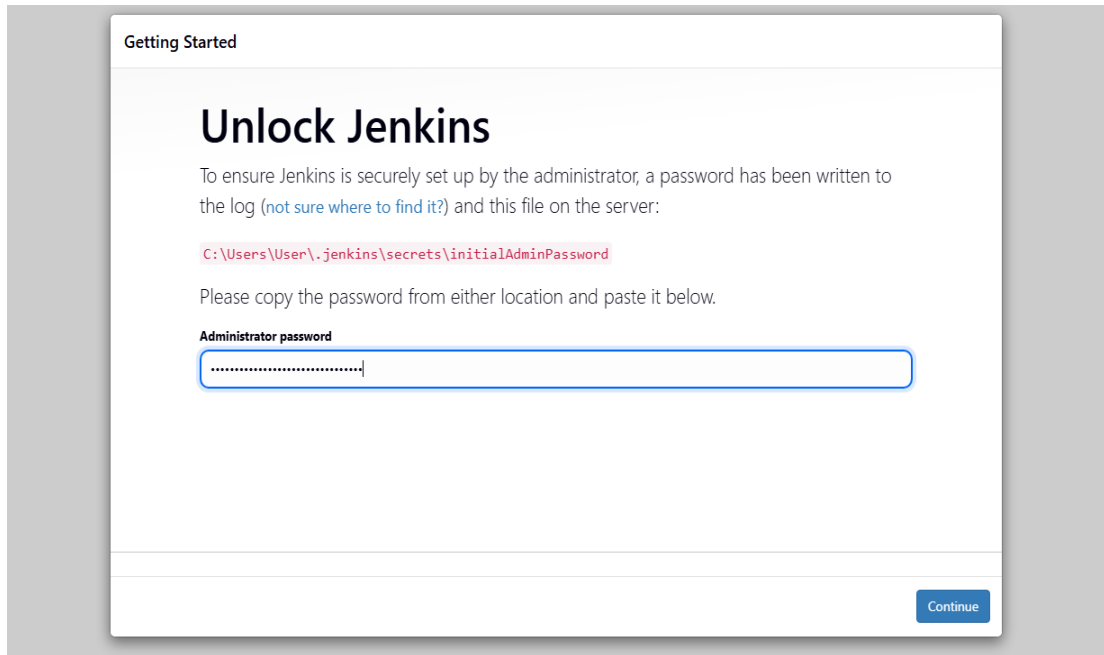 Getting Started
Unlock Jenkins
To ensure Jenkins is securely set up by the administrator, a password has been written to
the log (not sure where to find it?) and this file on the server:
C:\Users\User\.jenkins\secrets\initialAdminPassword
Please copy the password from either location and paste it below.
Administrator password
Continue